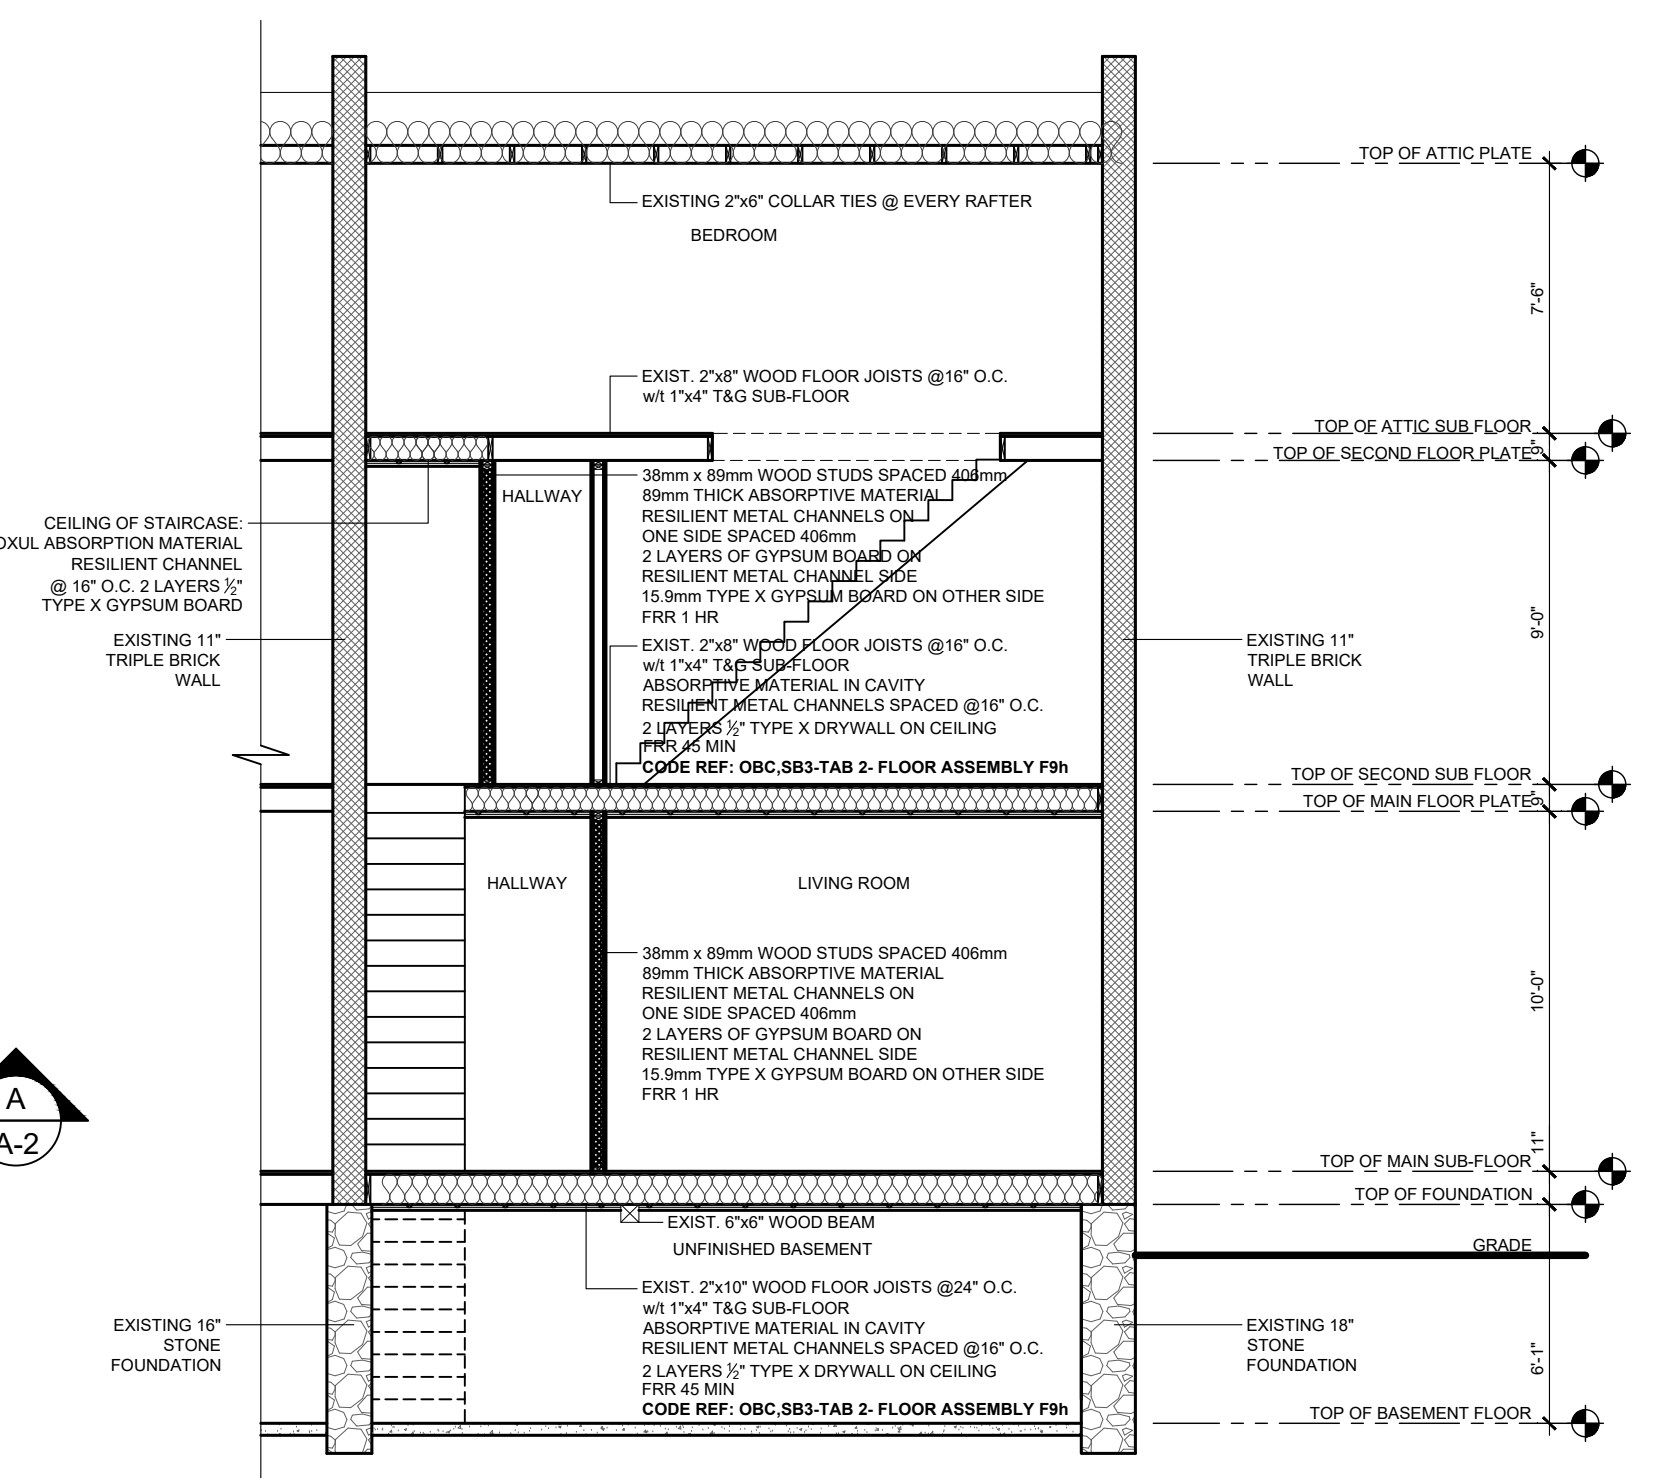 TOP OF ATTIC PLATE
EXISTING 2"x6" COLLAR TIES @ EVERY RAFTER
BEDROOM
7'-6"
EXIST. 2"x8" WOOD FLOOR JOISTS @16" O.C.
w/t 1"x4" T&G SUB-FLOOR
TOP OF ATTIC SUB FLOOR
9"
TOP OF SECOND FLOOR PLATE
HALLWAY
38mm x 89mm WOOD STUDS SPACED 406mm
89mm THICK ABSORPTIVE MATERIAL
RESILIENT METAL CHANNELS ON
ONE SIDE SPACED 406mm
2 LAYERS OF GYPSUM BOARD ON
RESILIENT METAL CHANNEL SIDE
15.9mm TYPE X GYPSUM BOARD ON OTHER SIDE
FRR 1 HR
CEILING OF STAIRCASE:
OXUL ABSORPTION MATERIAL
RESILIENT CHANNEL
@ 16" O.C. 2 LAYERS ½"
TYPE X GYPSUM BOARD
EXISTING 11"
TRIPLE BRICK
WALL
EXIST. 2"x8" WOOD FLOOR JOISTS @16" O.C.
w/t 1"x4" T&G SUB-FLOOR
ABSORPTIVE MATERIAL IN CAVITY
RESILIENT METAL CHANNELS SPACED @16" O.C.
2 LAYERS ½" TYPE X DRYWALL ON CEILING
FRR 45 MIN
CODE REF: OBC,SB3-TAB 2- FLOOR ASSEMBLY F9h
EXISTING 11"
TRIPLE BRICK
WALL
9'-0"
TOP OF SECOND SUB FLOOR
9"
TOP OF MAIN FLOOR PLATE
HALLWAY
LIVING ROOM
38mm x 89mm WOOD STUDS SPACED 406mm
89mm THICK ABSORPTIVE MATERIAL
RESILIENT METAL CHANNELS ON
ONE SIDE SPACED 406mm
2 LAYERS OF GYPSUM BOARD ON
RESILIENT METAL CHANNEL SIDE
15.9mm TYPE X GYPSUM BOARD ON OTHER SIDE
FRR 1 HR
10'-0"
A
A-2
11"
TOP OF MAIN SUB-FLOOR
TOP OF FOUNDATION
EXIST. 6"x6" WOOD BEAM
UNFINISHED BASEMENT
GRADE
EXIST. 2"x10" WOOD FLOOR JOISTS @24" O.C.
w/t 1"x4" T&G SUB-FLOOR
ABSORPTIVE MATERIAL IN CAVITY
RESILIENT METAL CHANNELS SPACED @16" O.C.
2 LAYERS ½" TYPE X DRYWALL ON CEILING
FRR 45 MIN
CODE REF: OBC,SB3-TAB 2- FLOOR ASSEMBLY F9h
EXISTING 16"
STONE
FOUNDATION
EXISTING 18"
STONE
FOUNDATION
6'-1"
TOP OF BASEMENT FLOOR